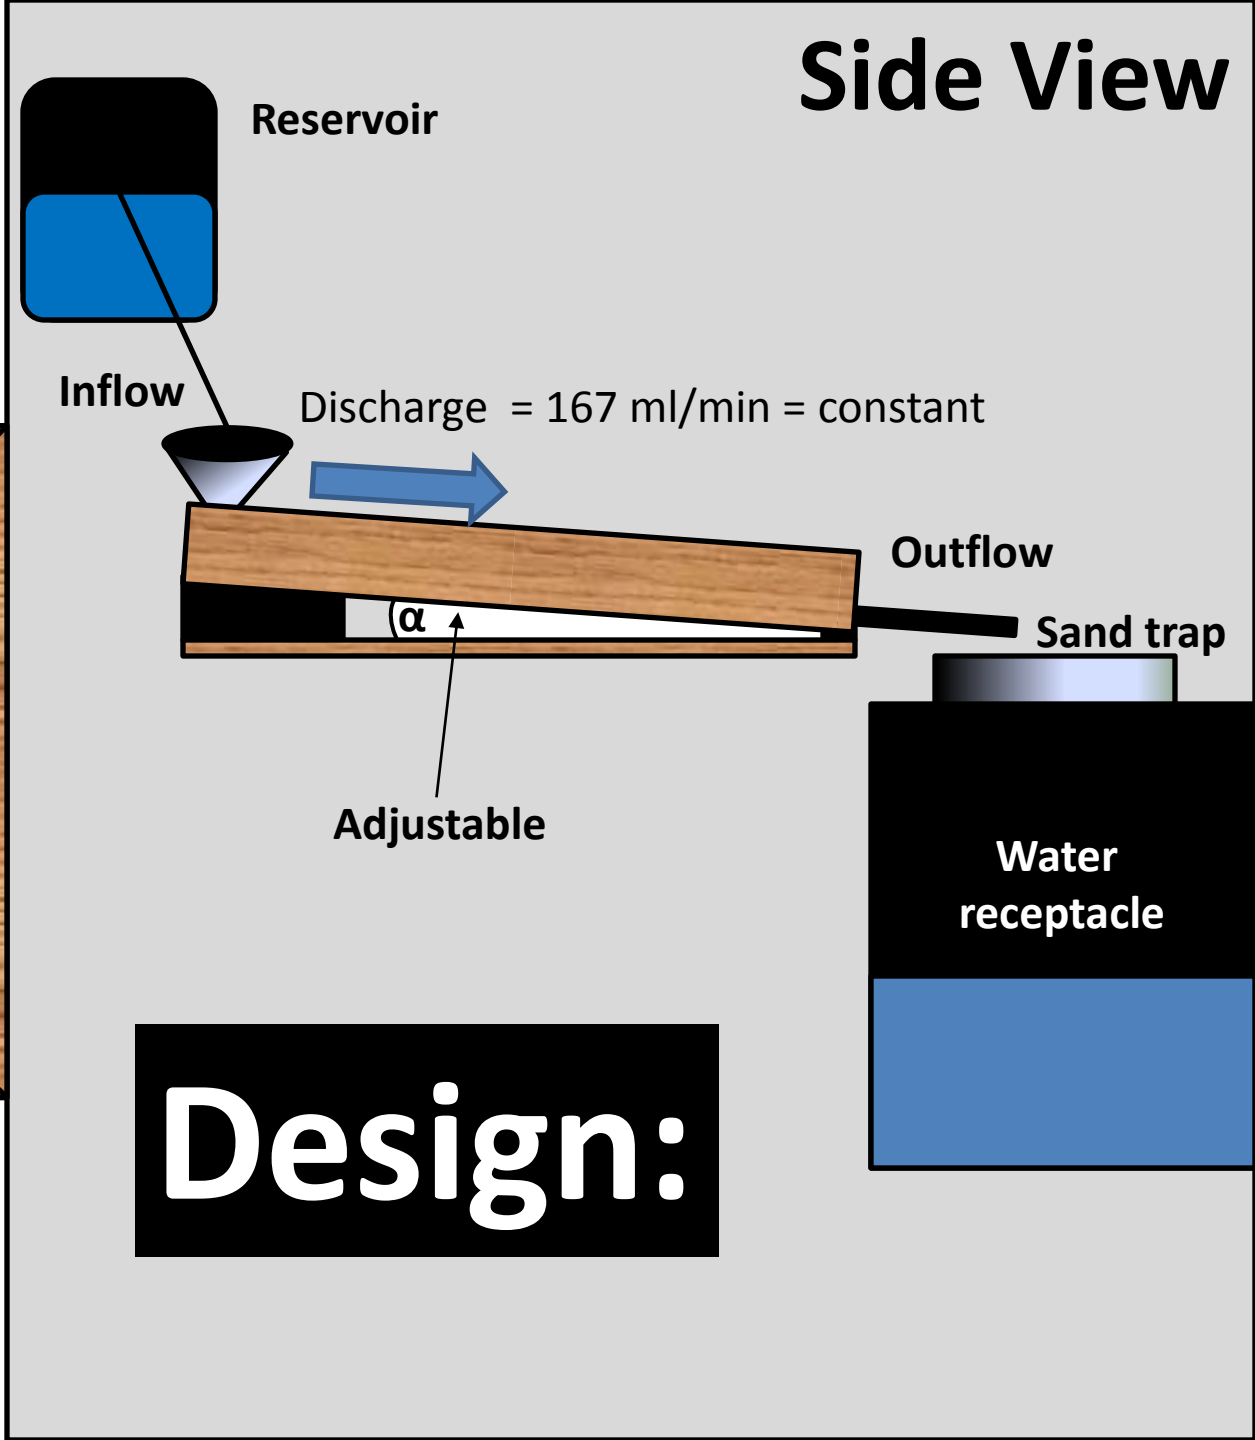 Side View
Reservoir
Inflow
Discharge  = 167 ml/min = constant
Outflow
α
Sand trap
Adjustable
Water
receptacle
Design: